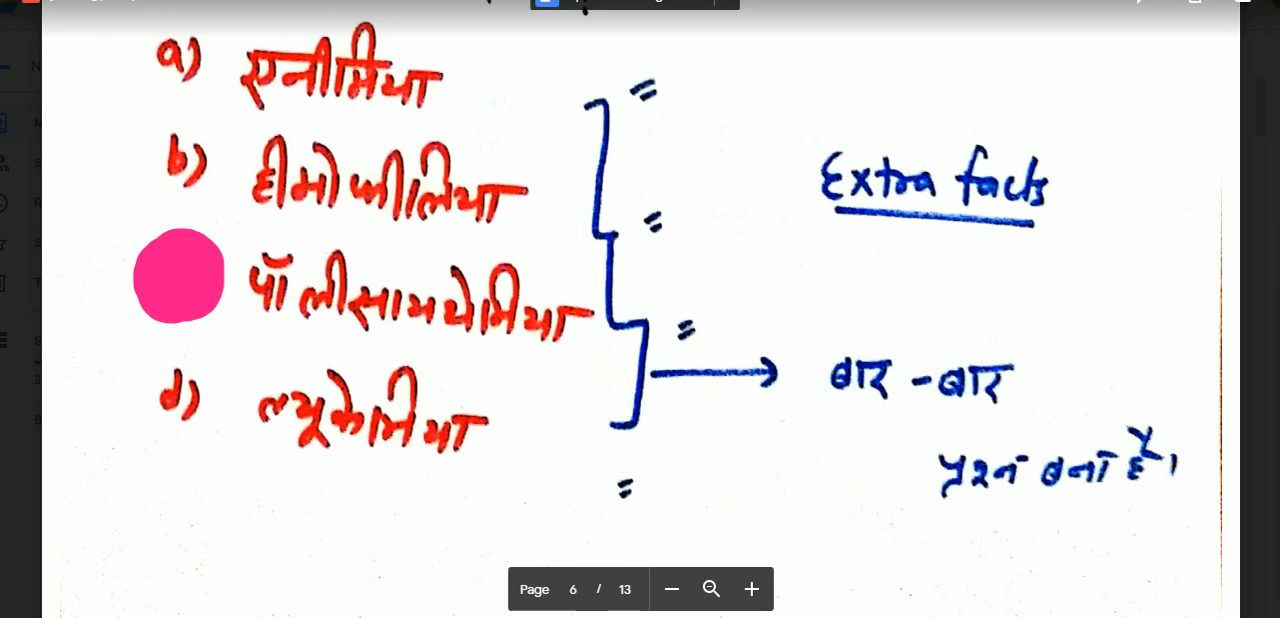 a) एनीमिया
b) हीमोफीलिया
पॉलीसायथेमिया
d) ल्यूकेमिया
Extra facts
बार - बार
प्रश्न बना है।
Page 6 / 13